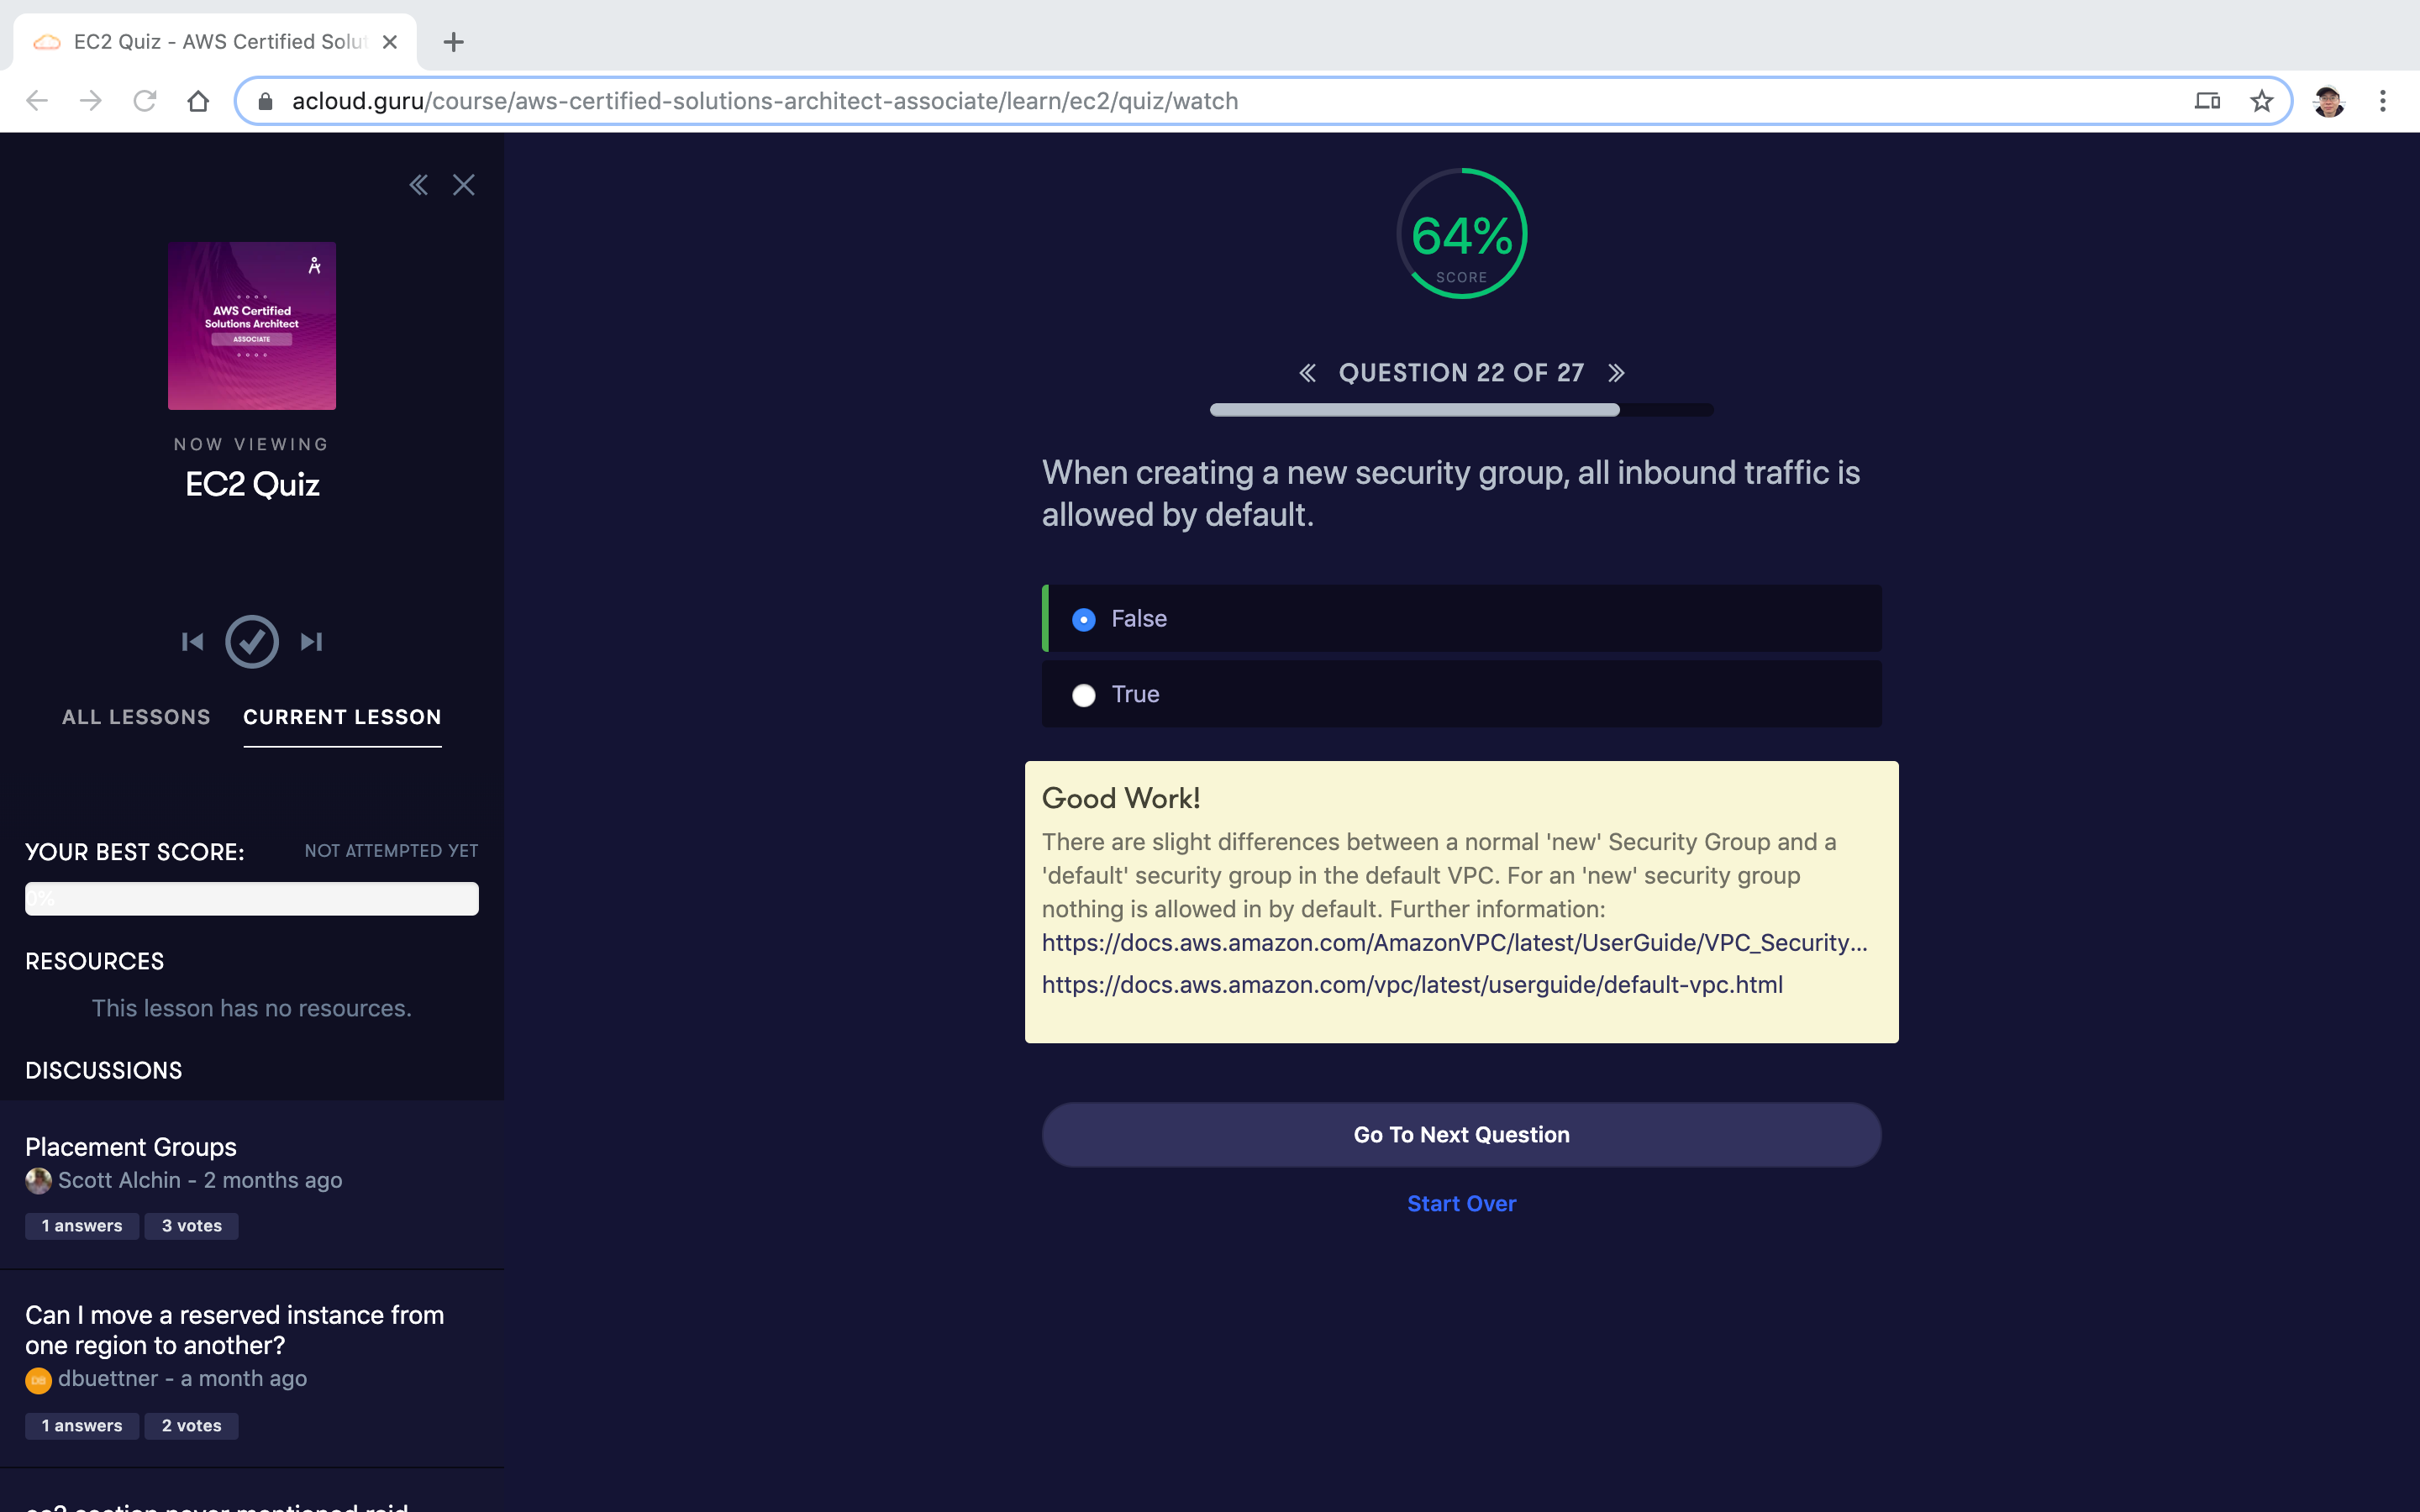 EC2 Quiz - AWS Certified Solut
acloud.guru/course/aws-certified-solutions-architect-associate/learn/ec2/quiz/watch
AWS Certified
Solutions Architect
ASSOCIATE
NOW VIEWING
EC2 Quiz
ALL LESSONS
CURRENT LESSON
YOUR BEST SCORE:
NOT ATTEMPTED YET
0%
RESOURCES
This lesson has no resources.
DISCUSSIONS
Placement Groups
Scott Alchin - 2 months ago
1 answers
3 votes
Can I move a reserved instance from
one region to another?
dbuettner - a month ago
1 answers
2 votes
ec2 section never mentioned raid
64%
SCORE
QUESTION 22 OF 27
When creating a new security group, all inbound traffic is
allowed by default.
False
True
Good Work!
There are slight differences between a normal 'new' Security Group and a
'default' security group in the default VPC. For an 'new' security group
nothing is allowed in by default. Further information:
https://docs.aws.amazon.com/AmazonVPC/latest/UserGuide/VPC_Security...
https://docs.aws.amazon.com/vpc/latest/userguide/default-vpc.html
Go To Next Question
Start Over